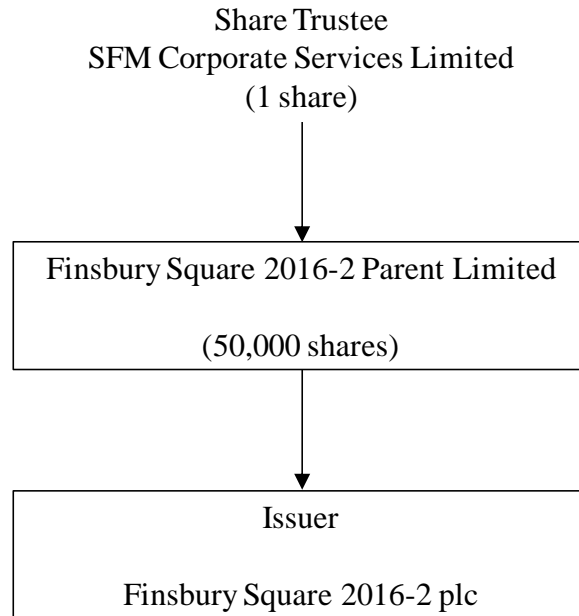 Share Trustee
SFM Corporate Services Limited
(1 share)
Finsbury Square 2016-2 Parent Limited
(50,000 shares)
Issuer
Finsbury Square 2016-2 plc